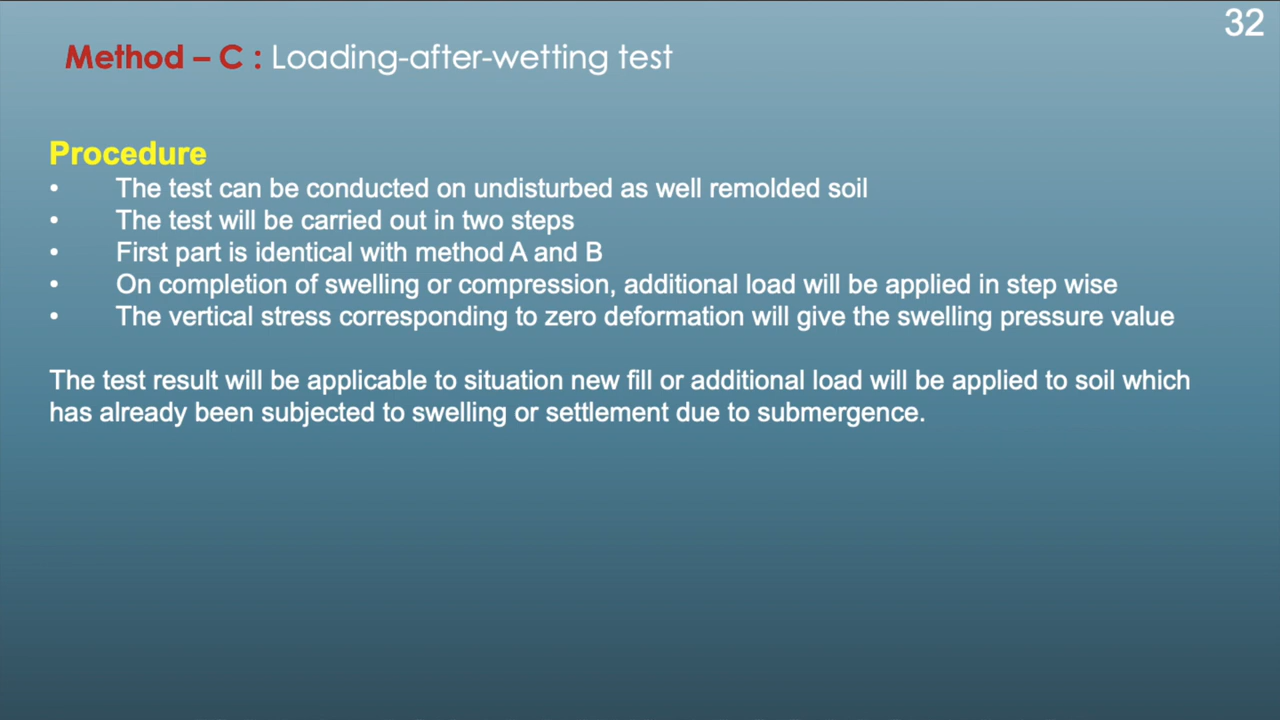 32
Method – C : Loading-after-wetting test
Procedure
• The test can be conducted on undisturbed as well remolded soil
• The test will be carried out in two steps
• First part is identical with method A and B
• On completion of swelling or compression, additional load will be applied in step wise
• The vertical stress corresponding to zero deformation will give the swelling pressure value
The test result will be applicable to situation new fill or additional load will be applied to soil which
has already been subjected to swelling or settlement due to submergence.